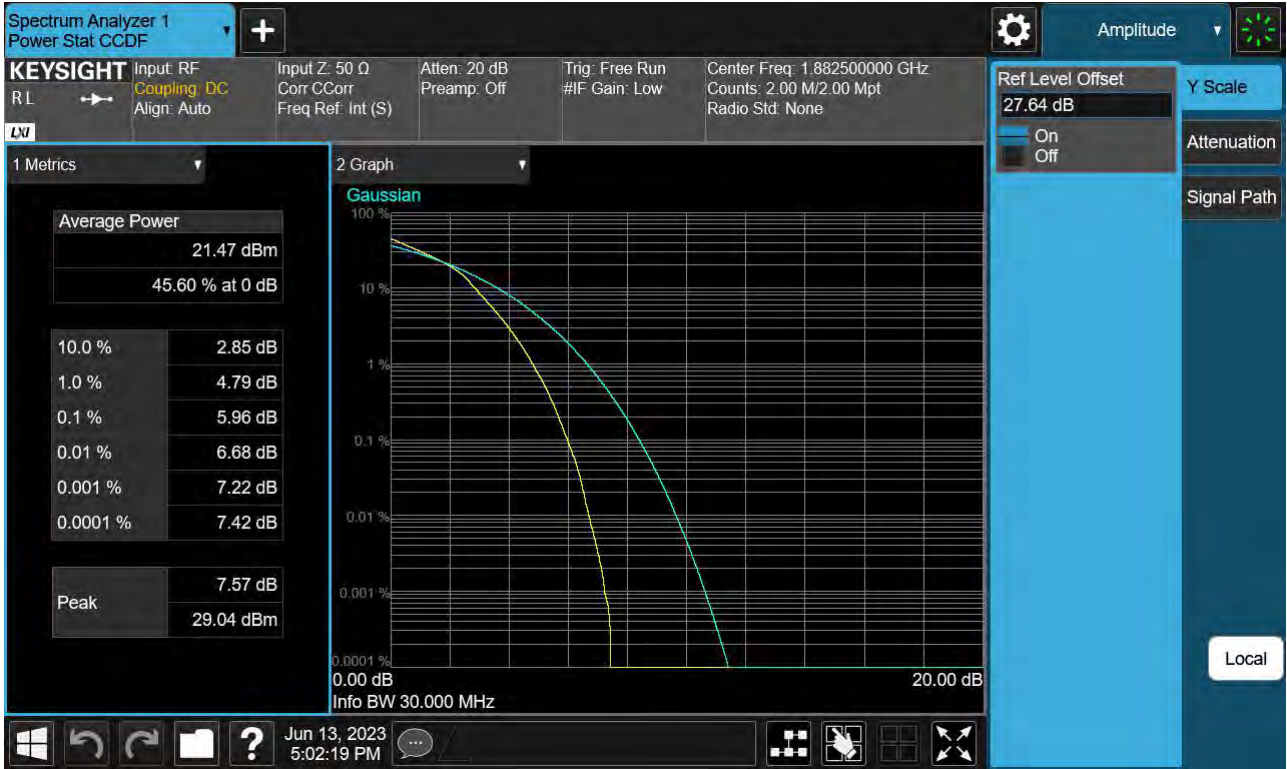 Spectrum Analyzer 1
Power Stat CCDF
+
Amplitude
KEYSIGHT
R L
LXI
Input: RF
Coupling: DC
Align: Auto
Input Z: 50 Ω
Corr CCorr
Freq Ref: Int (S)
Atten: 20 dB
Preamp: Off
Trig: Free Run
#IF Gain: Low
Center Freq: 1.882500000 GHz
Counts: 2.00 M/2.00 Mpt
Radio Std: None
Ref Level Offset
27.64 dB
On
Off
Y Scale
Attenuation
Signal Path
Local
1 Metrics
Average Power
21.47 dBm
45.60 % at 0 dB
10.0 % 2.85 dB
1.0 % 4.79 dB
0.1 % 5.96 dB
0.01 % 6.68 dB
0.001 % 7.22 dB
0.0001 % 7.42 dB
Peak
7.57 dB
29.04 dBm
2 Graph
Gaussian
100 %
10 %
1 %
0.1 %
0.01 %
0.001 %
0.0001 %
0.00 dB 20.00 dB
Info BW 30.000 MHz
?
Jun 13, 2023
5:02:19 PM